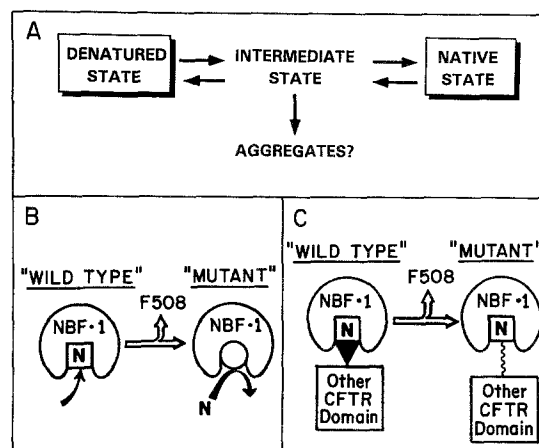 A
DENATURED STATE
INTERMEDIATE STATE
NATIVE STATE
AGGREGATES?
B
"WILD TYPE"
F508
"MUTANT"
NBF·1
N
NBF·1
N
C
"WILD TYPE"
F508
"MUTANT"
NBF·1
N
Other CFTR Domain
NBF·1
N
Other CFTR Domain